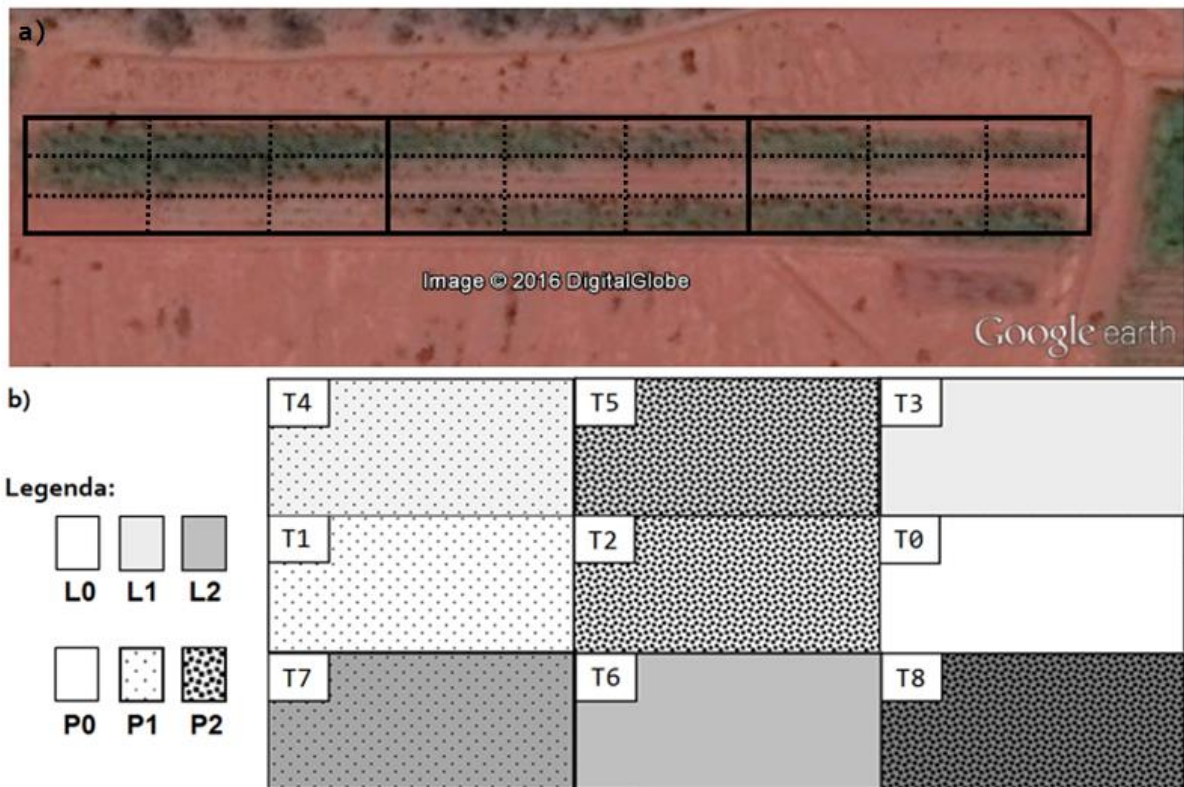 a)
Image © 2016 DigitalGlobe
Google earth
b)
T4 T5 T3
Legenda:
T1 T2 T0
L0 L1 L2
T7 T6 T8
P0 P1 P2